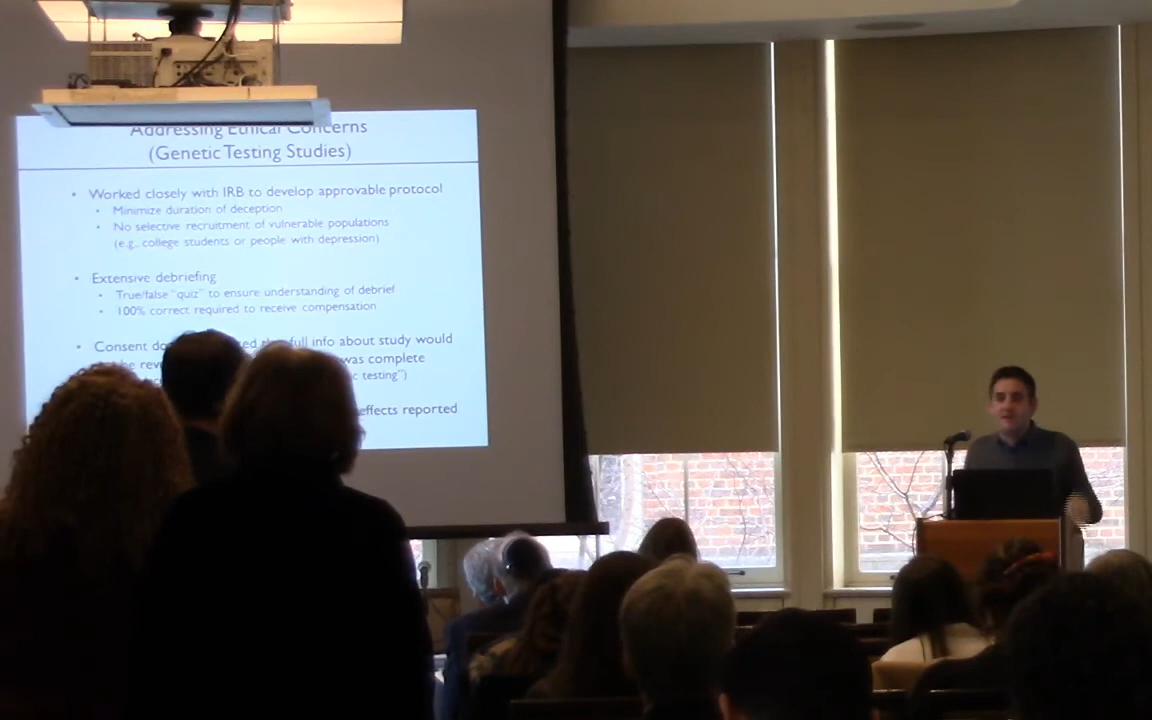 Addressing Ethical Concerns
(Genetic Testing Studies)
• Worked closely with IRB to develop approvable protocol
• Minimize duration of deception
• No selective recruitment of vulnerable populations
(e.g., college students or people with depression)
• Extensive debriefing
• True/false "quiz" to ensure understanding of debrief
• 100% correct required to receive compensation
• Consent full info about study would
be was complete
testing")
effects reported